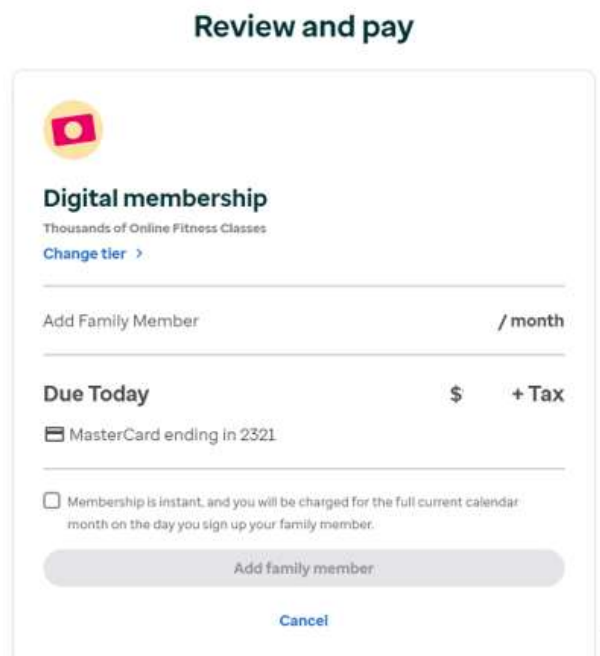 Review and pay
Digital membership
Thousands of Online Fitness Classes
Change tier >
Add Family Member / month
Due Today $ + Tax
MasterCard ending in 2321
Membership is instant, and you will be charged for the full current calendar
month on the day you sign up your family member.
Add family member
Cancel